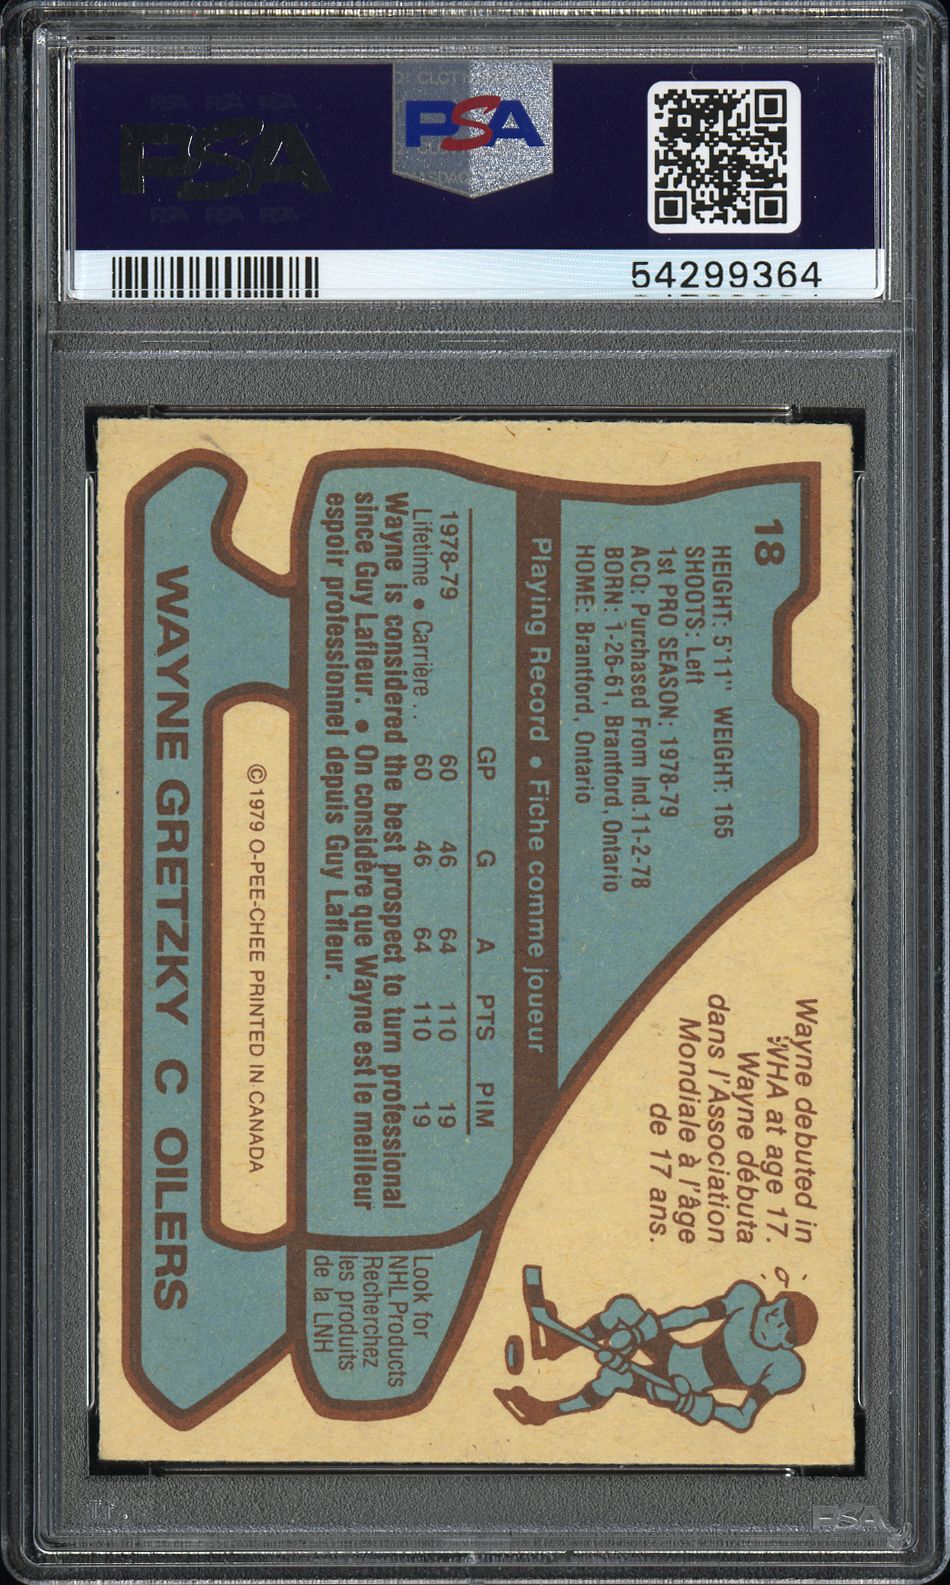 PSA
PSA
54299364
18
HEIGHT: 5'11" WEIGHT: 165
SHOOTS: Left
1st PRO SEASON: 1978-79
ACQ: Purchased From Ind.11-2-78
BORN: 1-26-61, Brantford, Ontario
HOME: Brantford, Ontario
Wayne debuted in
WHA at age 17.
Wayne débuta
dans l'Association
Mondiale à l'âge
de 17 ans.
Playing Record • Fiche comme joueur
GP G A PTS PIM
1978-79 60 46 64 110 19
Lifetime • Carrière.. 60 46 64 110 19
Wayne is considered the best prospect to turn professional
since Guy Lafleur. • On considère que Wayne est le meilleur
espoir professionnel depuis Guy Lafleur.
Look for
NHL Products
Recherchez
les produits
de la LNH
© 1979 O-PEE-CHEE PRINTED IN CANADA
WAYNE GRETZKY C OILERS
PSA